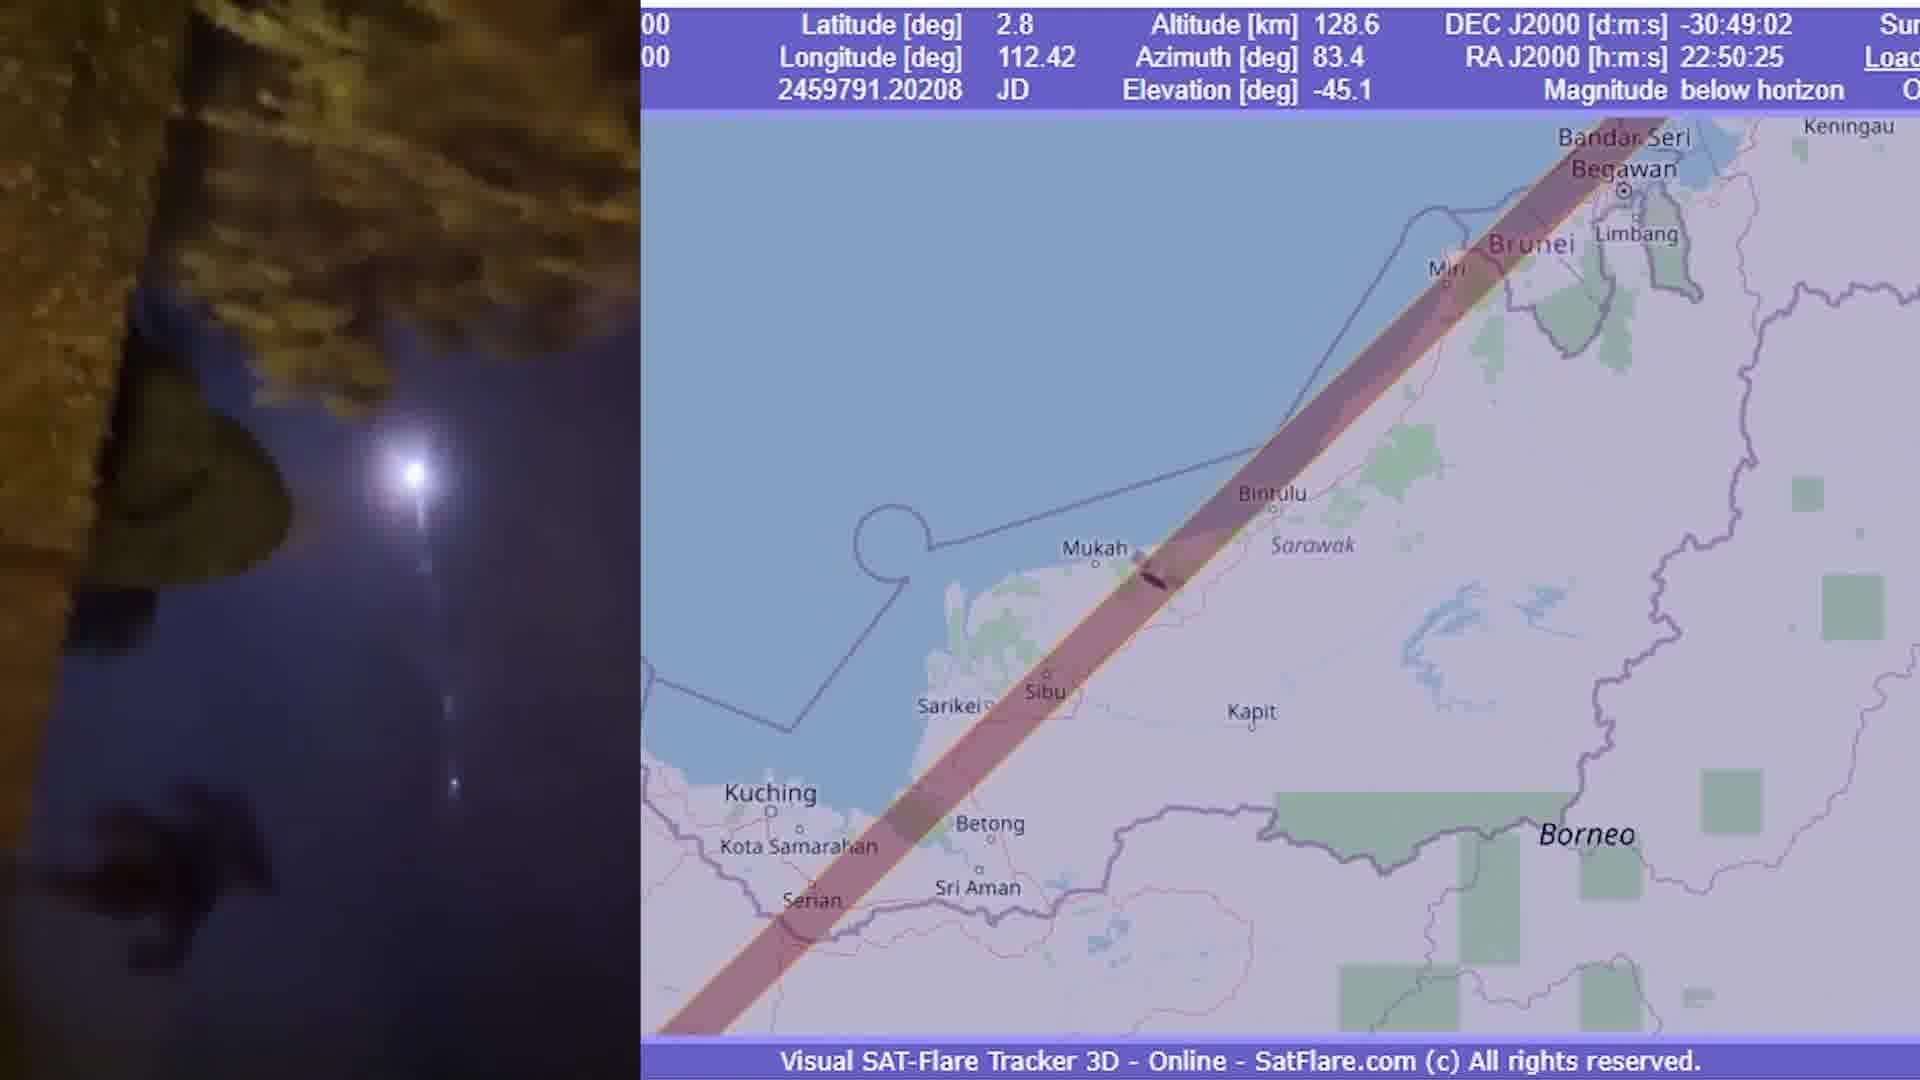 00 Latitude [deg] 2.8 Altitude [km] 128.6 DEC J2000 [d:m:s] -30:49:02 Sun
00 Longitude [deg] 112.42 Azimuth [deg] 83.4 RA J2000 [h:m:s] 22:50:25 Load
2459791.20208 JD Elevation [deg] -45.1 Magnitude below horizon O
Keningau
Bandar Seri
Begawan
Limbang
Brunei
Miri
Bintulu
Sarawak
Mukah
Sibu
Sarikei
Kapit
Kuching
Betong
Borneo
Kota Samarahan
Sri Aman
Serian
Visual SAT-Flare Tracker 3D - Online - SatFlare.com (c) All rights reserved.